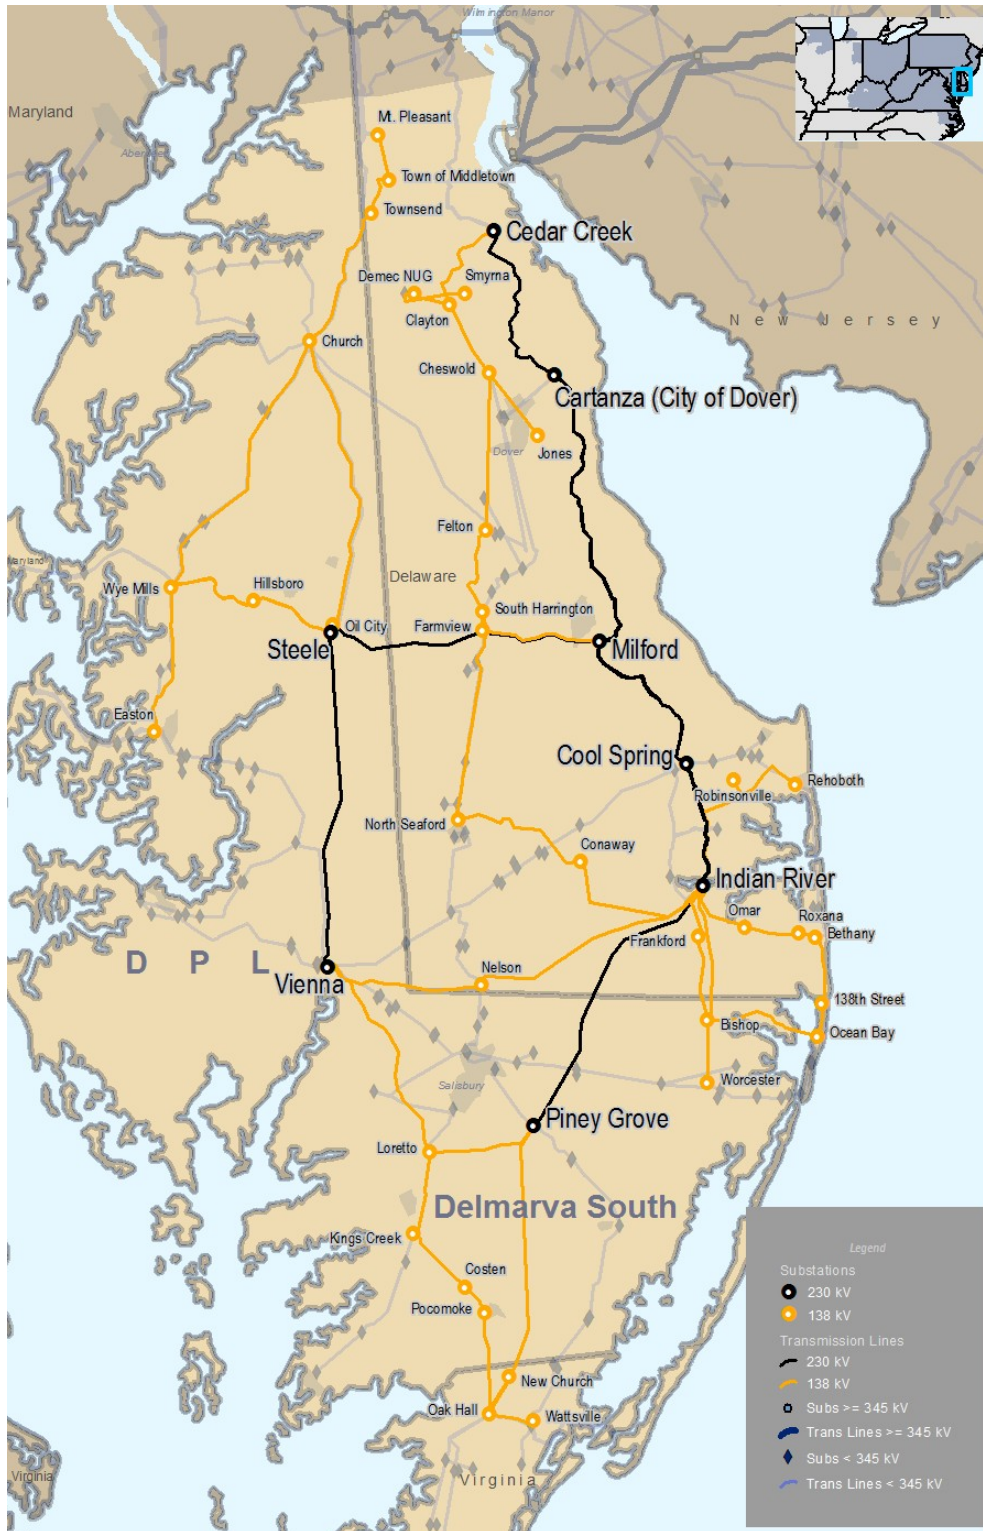 Wilmington Manor
Maryland
Mt. Pleasant
Aber
Town of Middletown
Townsend
Cedar Creek
Demec NUG
Smyrna
Clayton
New Jersey
Church
Cheswold
Cartanza (City of Dover)
Dover
Jones
Felton
Maryland
Delaware
Wye Mills
Hillsboro
South Harrington
Oil City
Farmview
Steele
Milford
Easton
Cool Spring
Rehoboth
Robinsonville
North Seaford
Conaway
Indian River
Omar
Roxana
Frankford
Bethany
D P L
Nelson
Vienna
138th Street
Bishop
Ocean Bay
Salisbury
Worcester
Piney Grove
Loretto
Delmarva South
Kings Creek
Costen
Pocomoke
New Church
Oak Hall
Wattsville
Virginia
Virginia
Legend
Substations
230 kV
138 kV
Transmission Lines
230 kV
138 kV
Subs >= 345 kV
Trans Lines >= 345 kV
Subs < 345 kV
Trans Lines < 345 kV